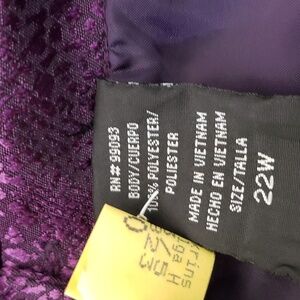 RN# 99093
BODY/CUERPO
100% POLYESTER/
POLIESTER
MADE IN VIETNAM
HECHO EN VIETNAM
SIZE/TALLA
22W